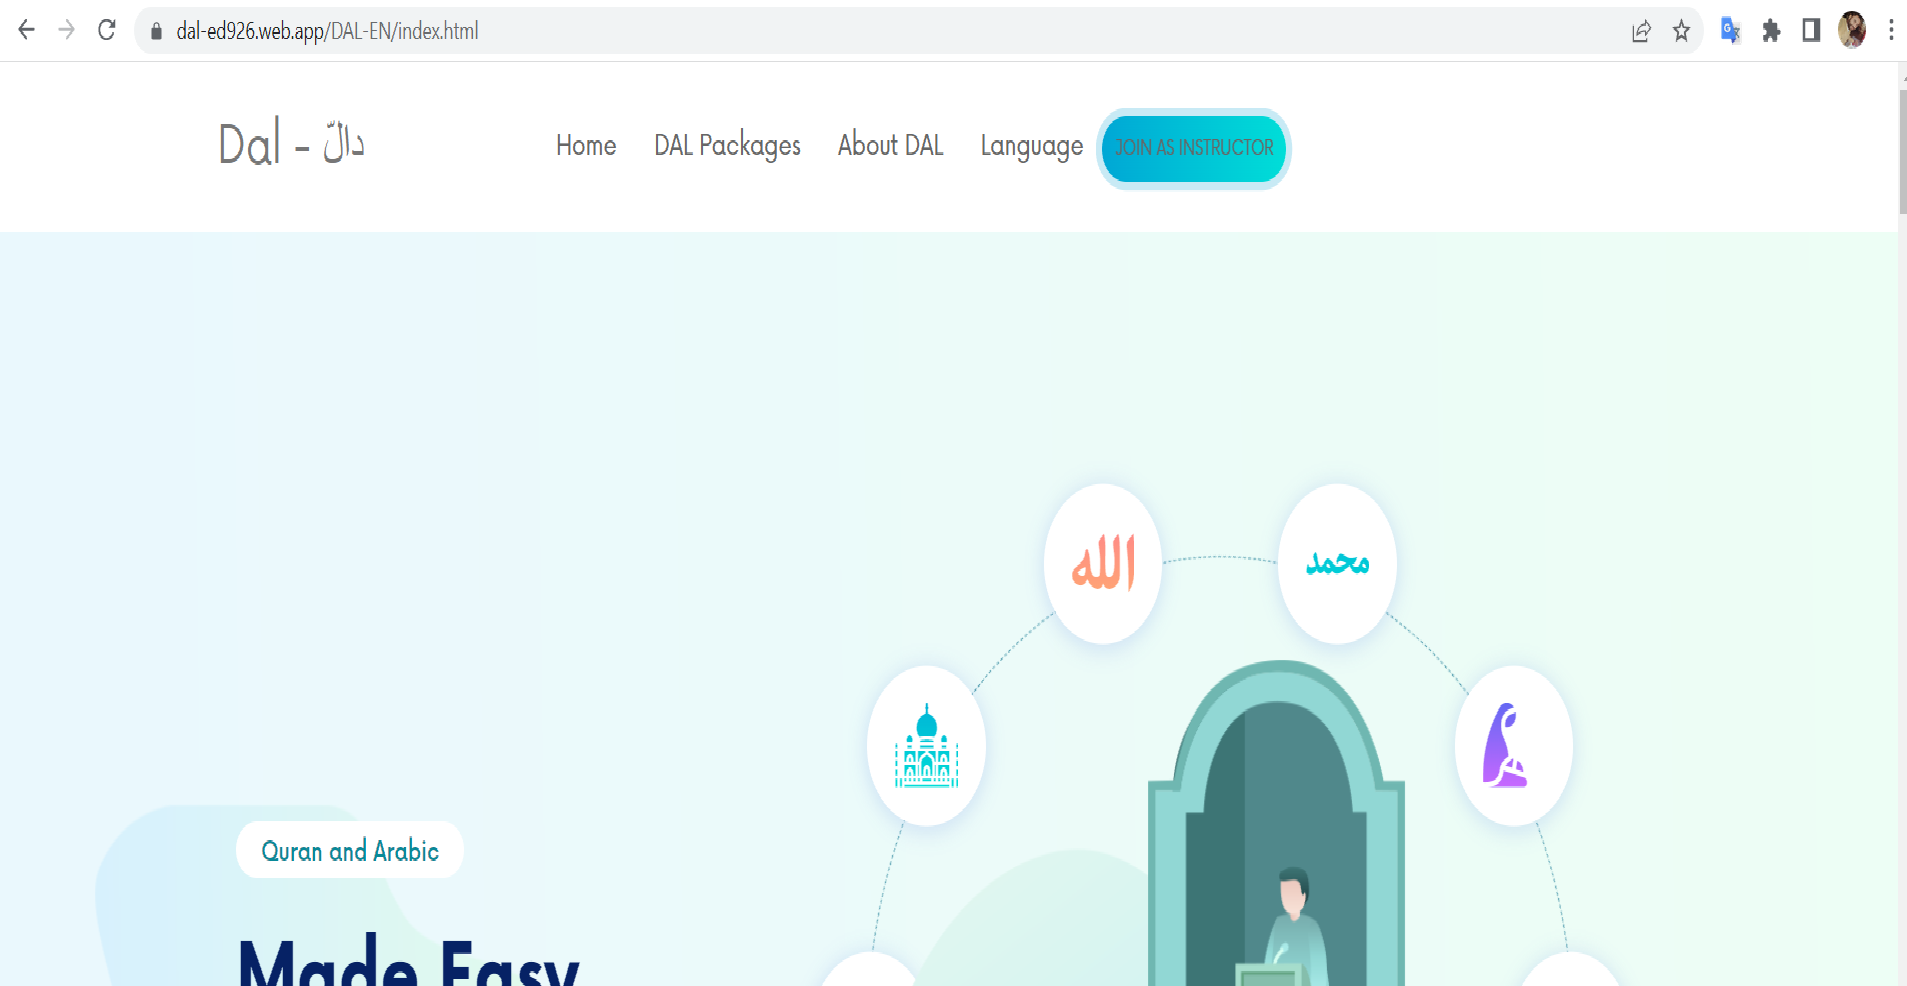 dal-ed926.web.app/DAL-EN/index.html
Dal - دالّ
Home DAL Packages About DAL Language JOIN AS INSTRUCTOR
الله
محمد
Quran and Arabic
Made Easy